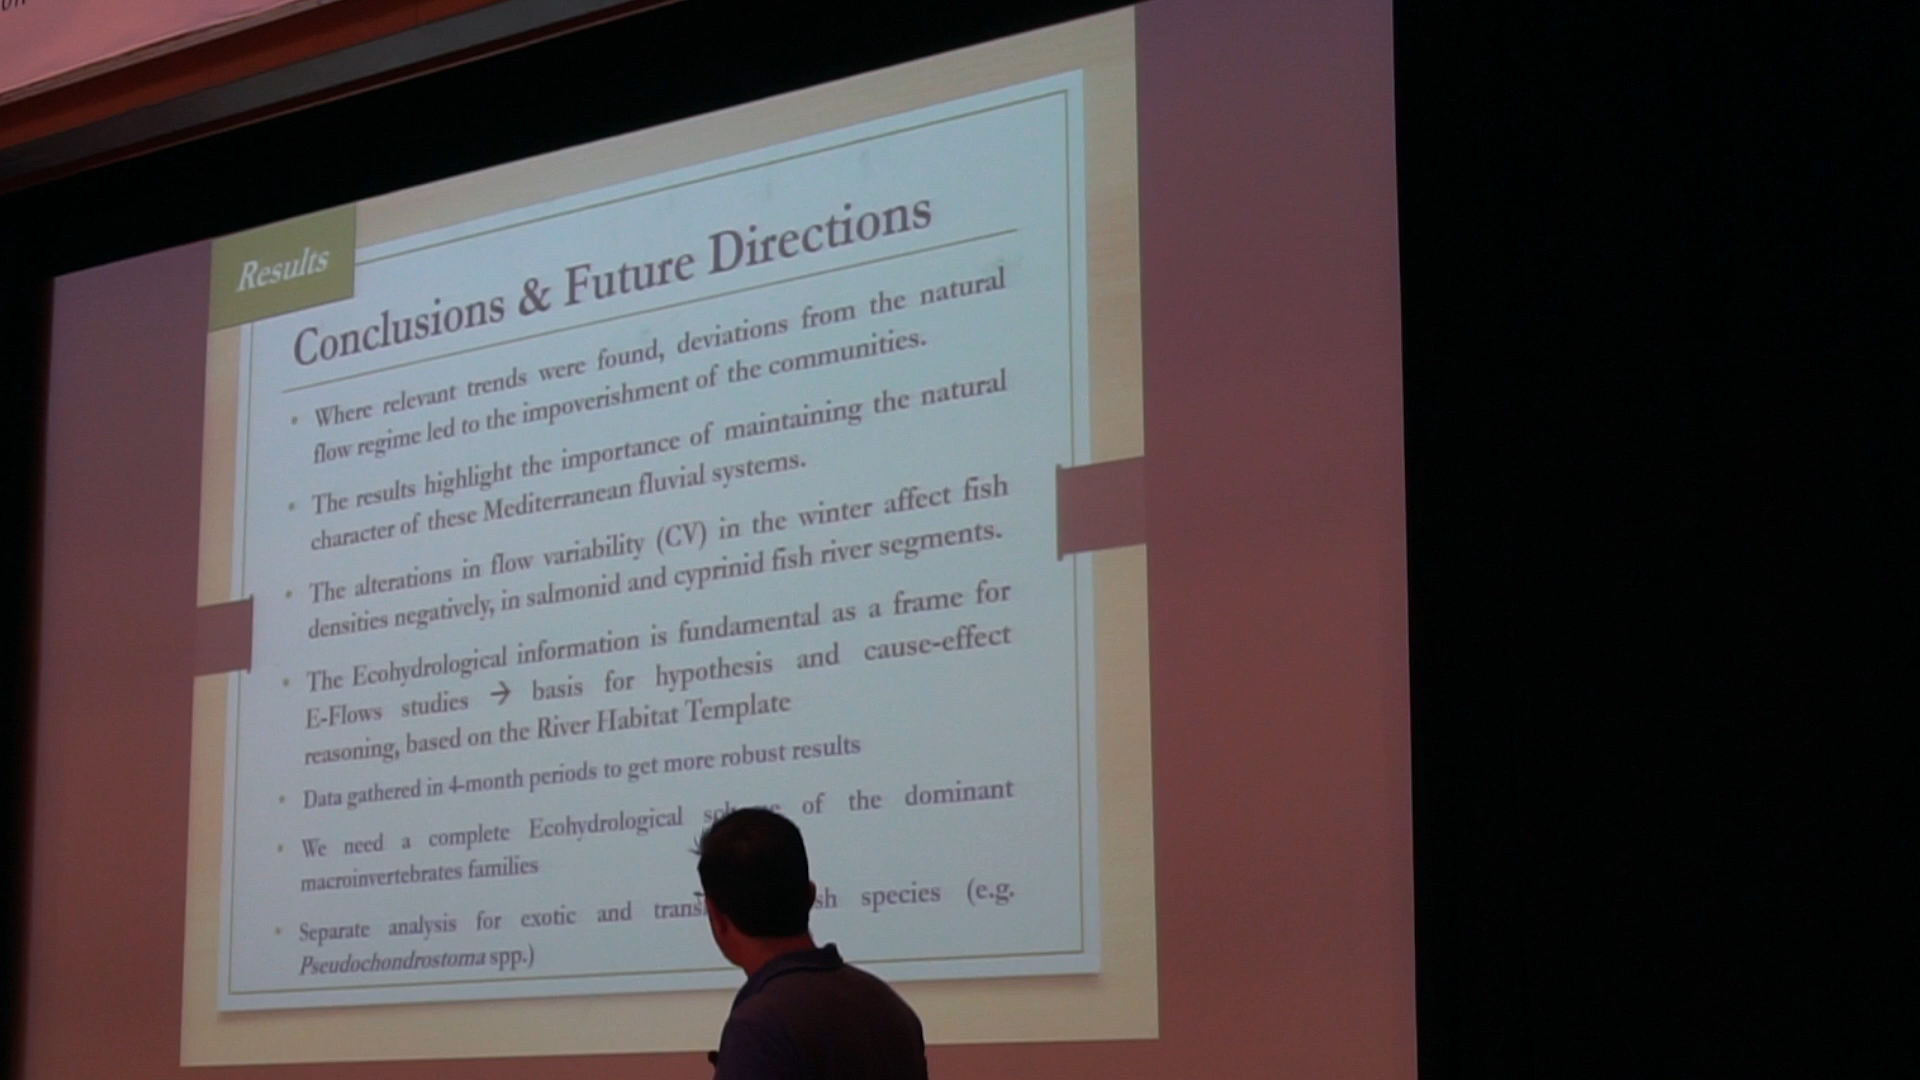 Results
Conclusions & Future Directions
• Where relevant trends were found, deviations from the natural
flow regime led to the impoverishment of the communities.
• The results highlight the importance of maintaining the natural
character of these Mediterranean fluvial systems.
• The alterations in flow variability (CV) in the winter affect fish
densities negatively, in salmonid and cyprinid fish river segments.
• The Ecohydrological information is fundamental as a frame for
E-Flows studies → basis for hypothesis and cause-effect
reasoning, based on the River Habitat Template
• Data gathered in 4-month periods to get more robust results
• We need a complete Ecohydrological of the dominant
macroinvertebrates families
• Separate analysis for exotic and species (e.g.
Pseudochondrostoma spp.)